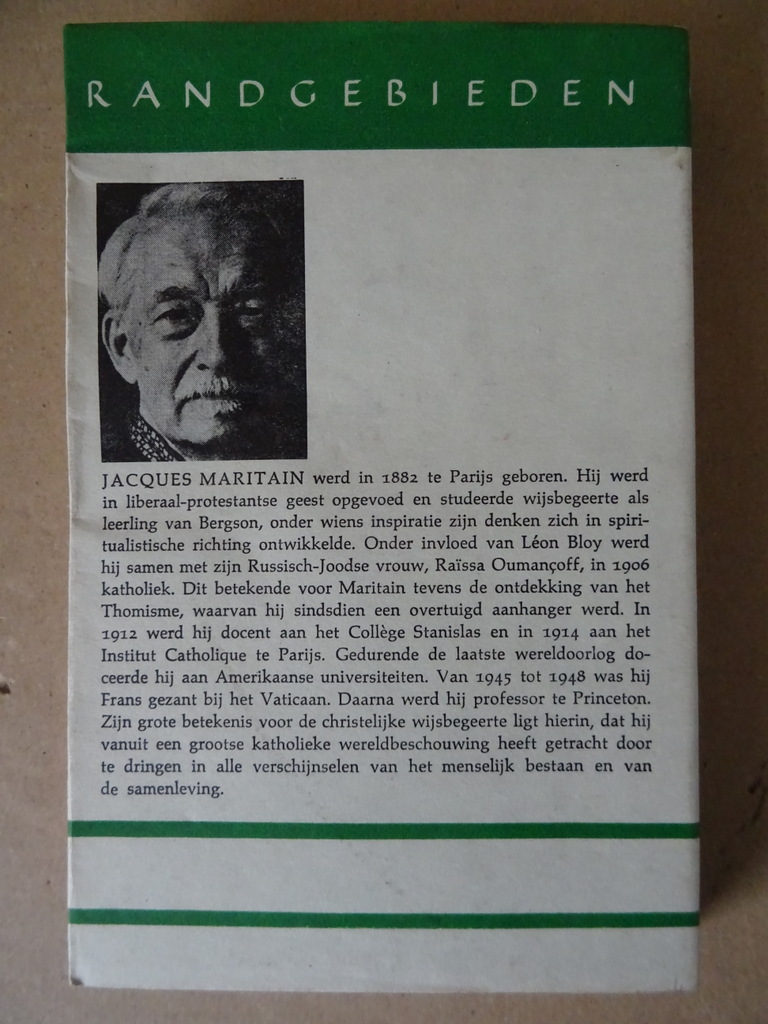 RANDGEBIEDEN
JACQUES MARITAIN werd in 1882 te Parijs geboren. Hij werd
in liberaal-protestantse geest opgevoed en studeerde wijsbegeerte als
leerling van Bergson, onder wiens inspiratie zijn denken zich in spiri-
tualistische richting ontwikkelde. Onder invloed van Léon Bloy werd
hij samen met zijn Russisch-Joodse vrouw, Raïssa Oumançoff, in 1906
katholiek. Dit betekende voor Maritain tevens de ontdekking van het
Thomisme, waarvan hij sindsdien een overtuigd aanhanger werd. In
1912 werd hij docent aan het Collège Stanislas en in 1914 aan het
Institut Catholique te Parijs. Gedurende de laatste wereldoorlog do-
ceerde hij aan Amerikaanse universiteiten. Van 1945 tot 1948 was hij
Frans gezant bij het Vaticaan. Daarna werd hij professor te Princeton.
Zijn grote betekenis voor de christelijke wijsbegeerte ligt hierin, dat hij
vanuit een grootse katholieke wereldbeschouwing heeft getracht door
te dringen in alle verschijnselen van het menselijk bestaan en van
de samenleving.